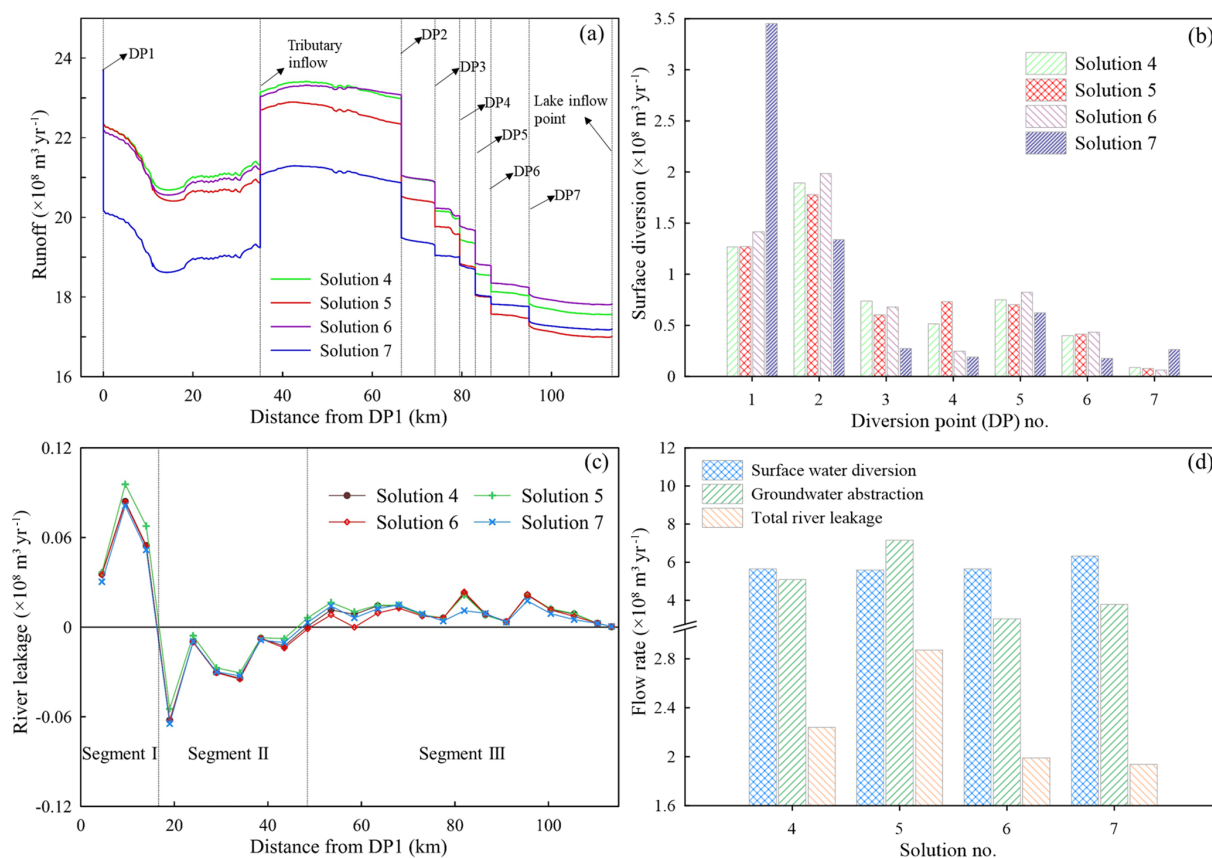 (a)
24
22
20
18
16
Runoff (×10⁸ m³ yr⁻¹)
DP1
Tributary
inflow
DP2
DP3
DP4
DP5
DP6
DP7
Lake inflow
point
Solution 4
Solution 5
Solution 6
Solution 7
0 20 40 60 80 100
Distance from DP1 (km)
(b)
3.5
3
2.5
2
1.5
1
0.5
0
Surface diversion (×10⁸ m³ yr⁻¹)
Solution 4
Solution 5
Solution 6
Solution 7
1 2 3 4 5 6 7
Diversion point (DP) no.
(c)
0.12
0.06
0
-0.06
-0.12
River leakage (×10⁸ m³ yr⁻¹)
Solution 4 Solution 5
Solution 6 Solution 7
Segment I Segment II Segment III
0 20 40 60 80 100
Distance from DP1 (km)
(d)
12
10
8
6
4
2.8
2.4
2
1.6
Flow rate (×10⁸ m³ yr⁻¹)
Surface water diversion
Groundwater abstraction
Total river leakage
4 5 6 7
Solution no.